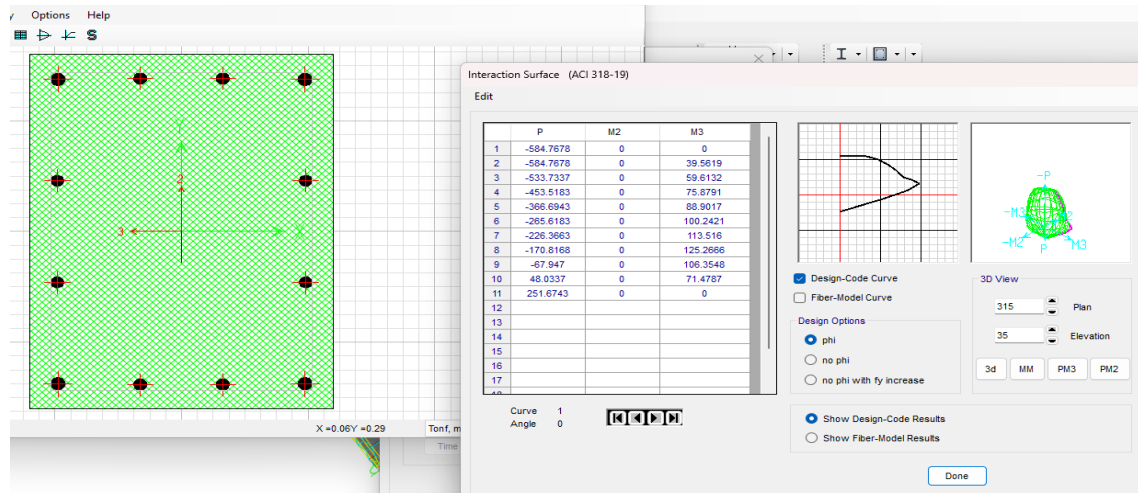 y Options Help
S
Y
2
3
X
X =0.06Y =0.29 Tonf, m
Time
Interaction Surface (ACI 318-19)
Edit
P M2 M3
1 -584.7678 0 0
2 -584.7678 0 39.5619
3 -533.7337 0 59.6132
4 -453.5183 0 75.8791
5 -366.6943 0 88.9017
6 -265.6183 0 100.2421
7 -226.3663 0 113.516
8 -170.8168 0 125.2666
9 -67.947 0 106.3548
10 48.0337 0 71.4787
11 251.6743 0 0
12
13
14
15
16
17
Curve 1
Angle 0
-P
-M3
-M2 P M3
Design-Code Curve
Fiber-Model Curve
Design Options
phi
no phi
no phi with fy increase
3D View
315 Plan
35 Elevation
3d MM PM3 PM2
Show Design-Code Results
Show Fiber-Model Results
Done